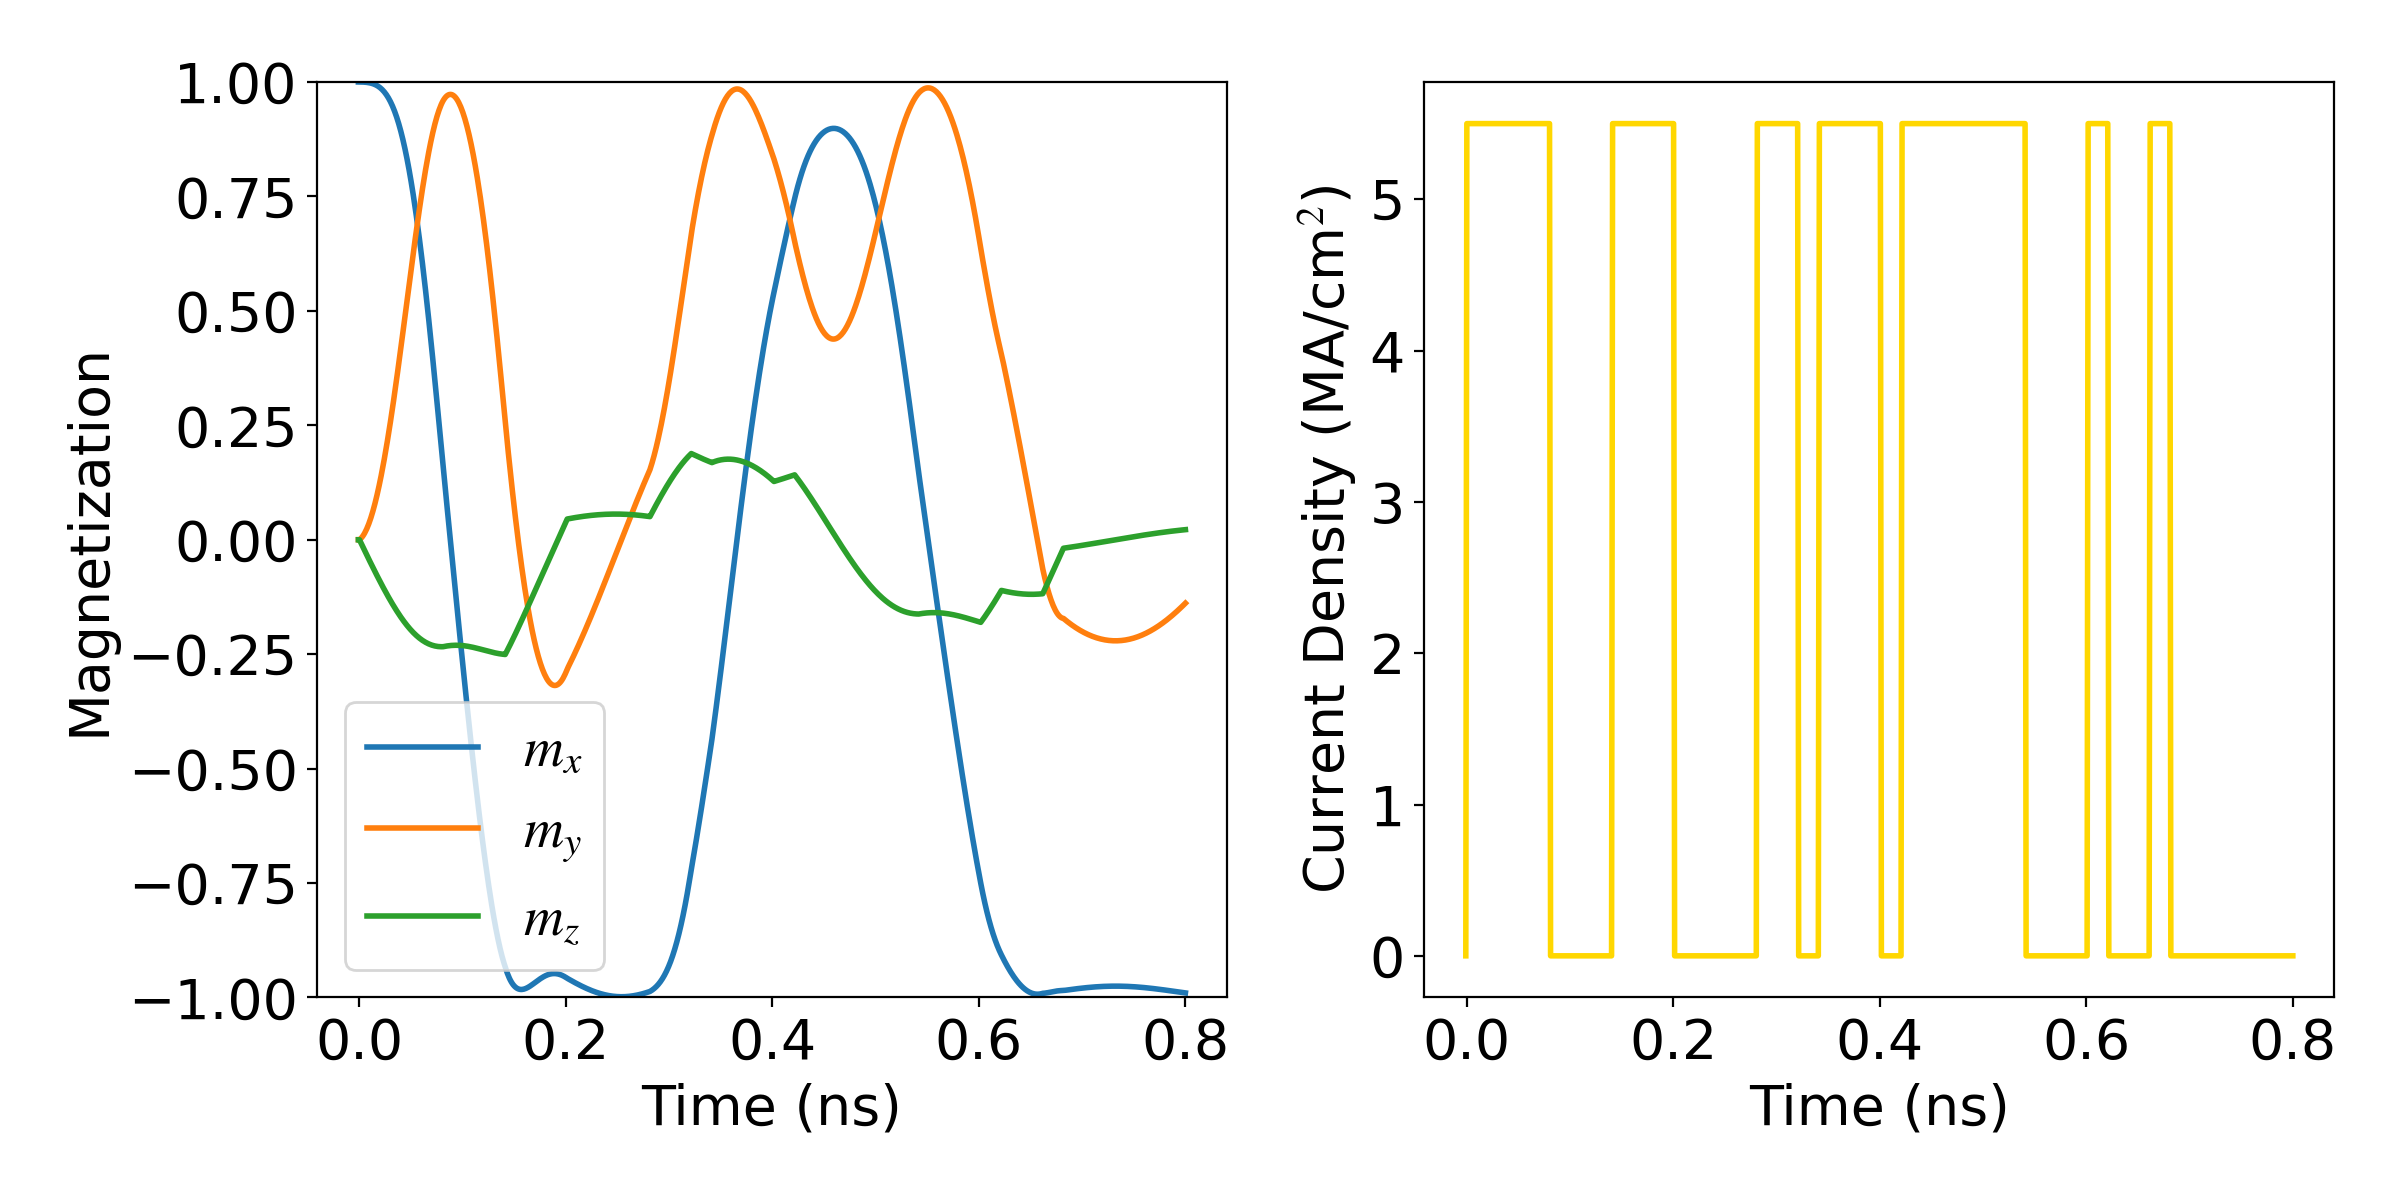 Magnetization
1.00
0.75
0.50
0.25
0.00
−0.25
−0.50
−0.75
−1.00
m_x
m_y
m_z
0.0 0.2 0.4 0.6 0.8
Time (ns)
Current Density (MA/cm²)
5
4
3
2
1
0
0.0 0.2 0.4 0.6 0.8
Time (ns)